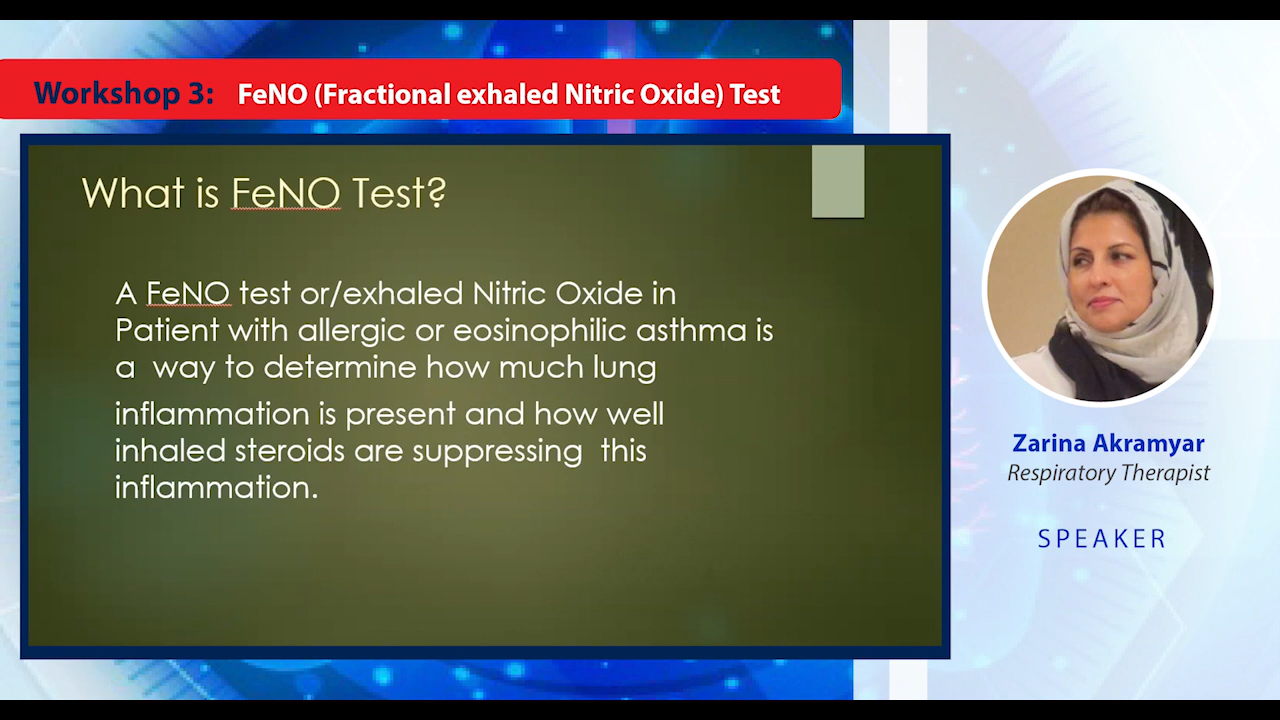 Workshop 3: FeNO (Fractional exhaled Nitric Oxide) Test
What is FeNO Test?
A FeNO test or/exhaled Nitric Oxide in
Patient with allergic or eosinophilic asthma is
a  way to determine how much lung
inflammation is present and how well
inhaled steroids are suppressing  this
inflammation.
Zarina Akramyar
Respiratory Therapist
SPEAKER